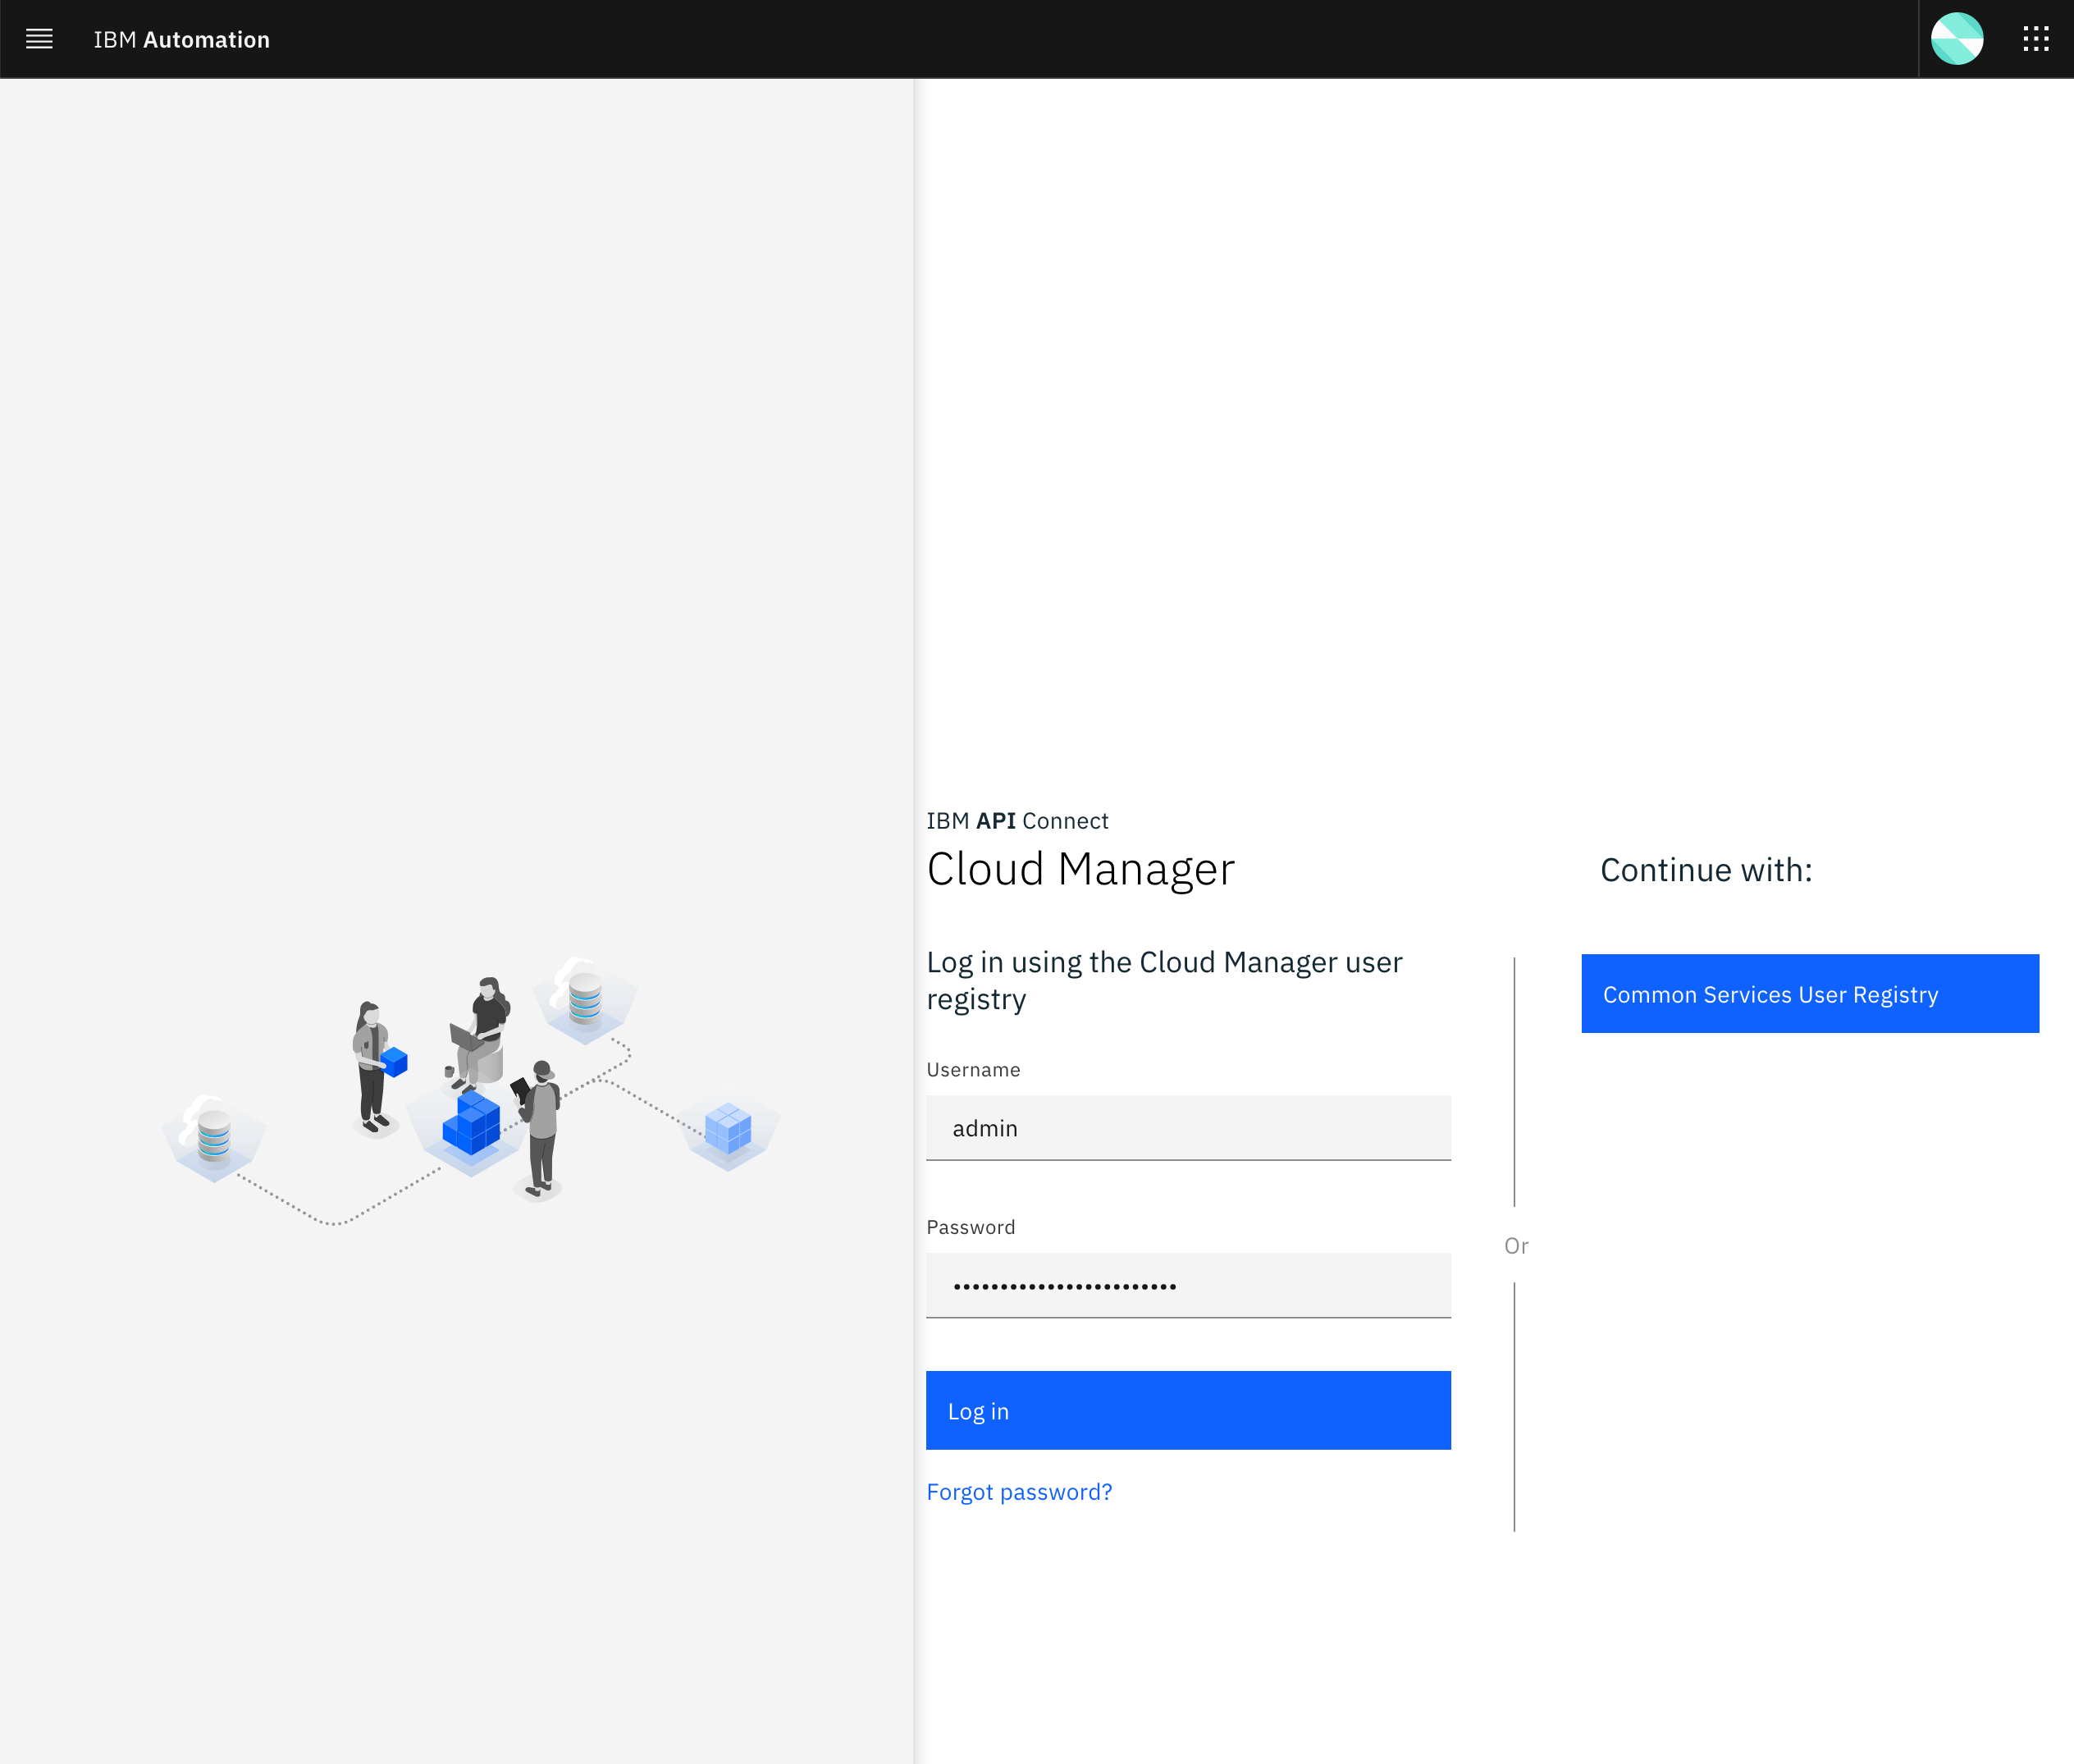 IBM Automation
IBM API Connect
Cloud Manager
Log in using the Cloud Manager user
registry
Username
admin
Password
••••••••••••••••••••••••
Log in
Forgot password?
Or
Continue with:
Common Services User Registry